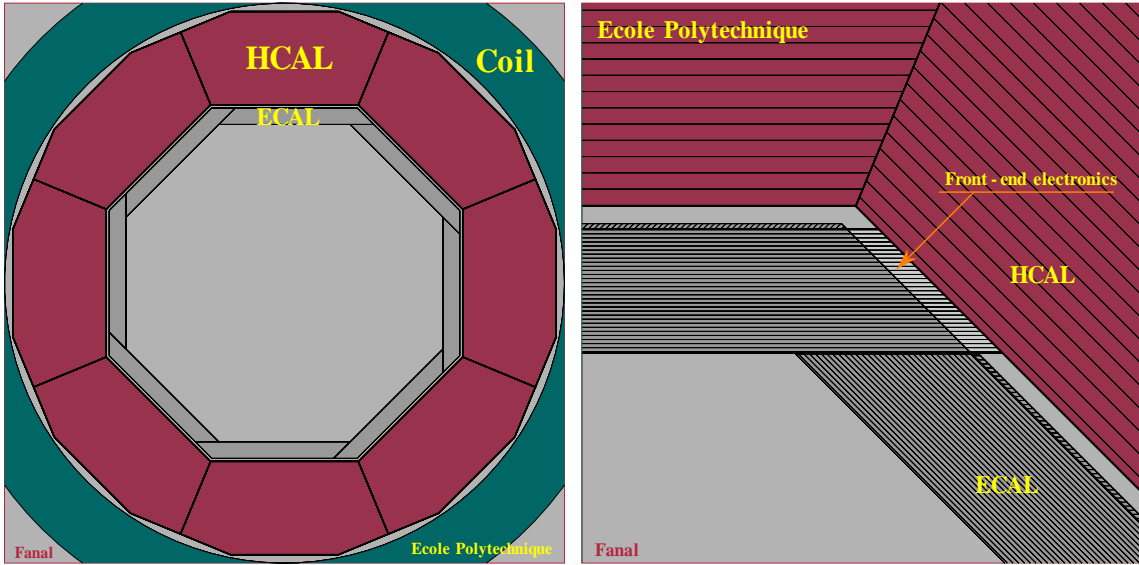 HCAL
Coil
ECAL
Fanal
Ecole Polytechnique
Ecole Polytechnique
Front - end electronics
HCAL
ECAL
Fanal